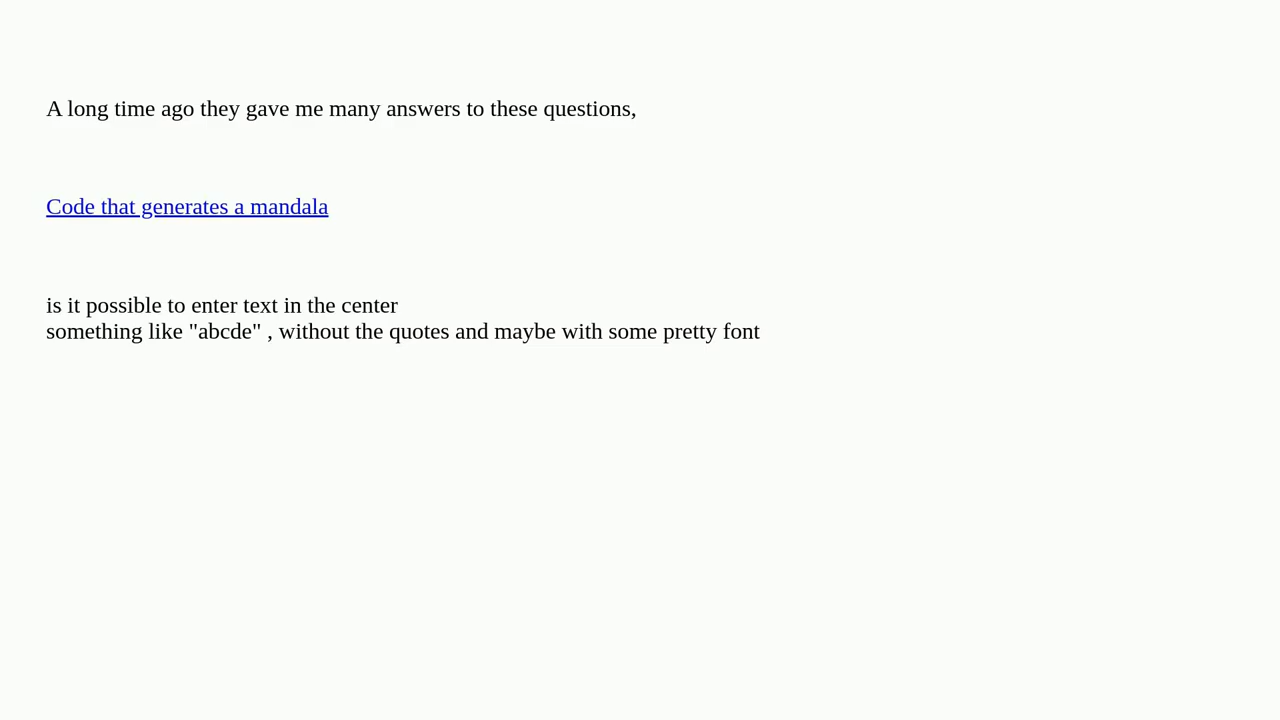 A long time ago they gave me many answers to these questions,
Code that generates a mandala
is it possible to enter text in the center
something like "abcde" , without the quotes and maybe with some pretty font